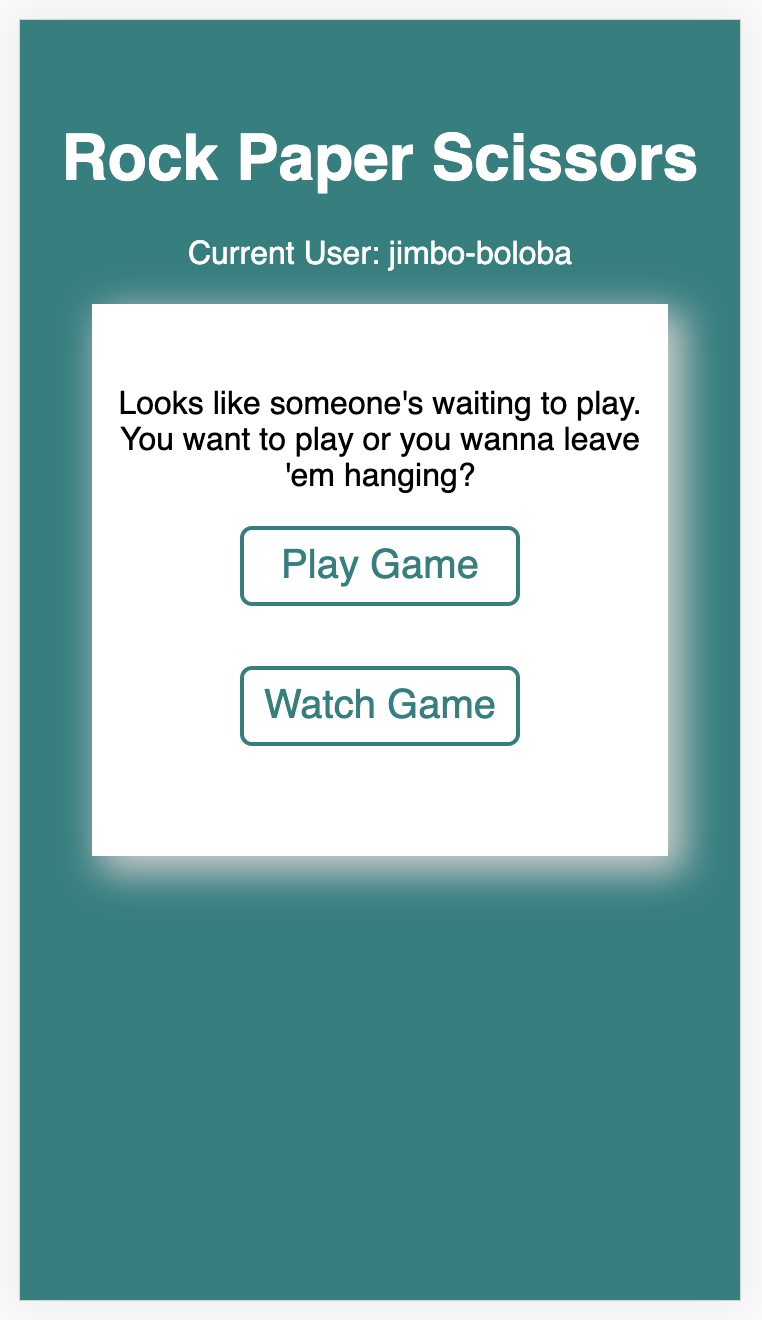 Rock Paper Scissors
Current User: jimbo-boloba
Looks like someone's waiting to play.
You want to play or you wanna leave
'em hanging?
Play Game
Watch Game